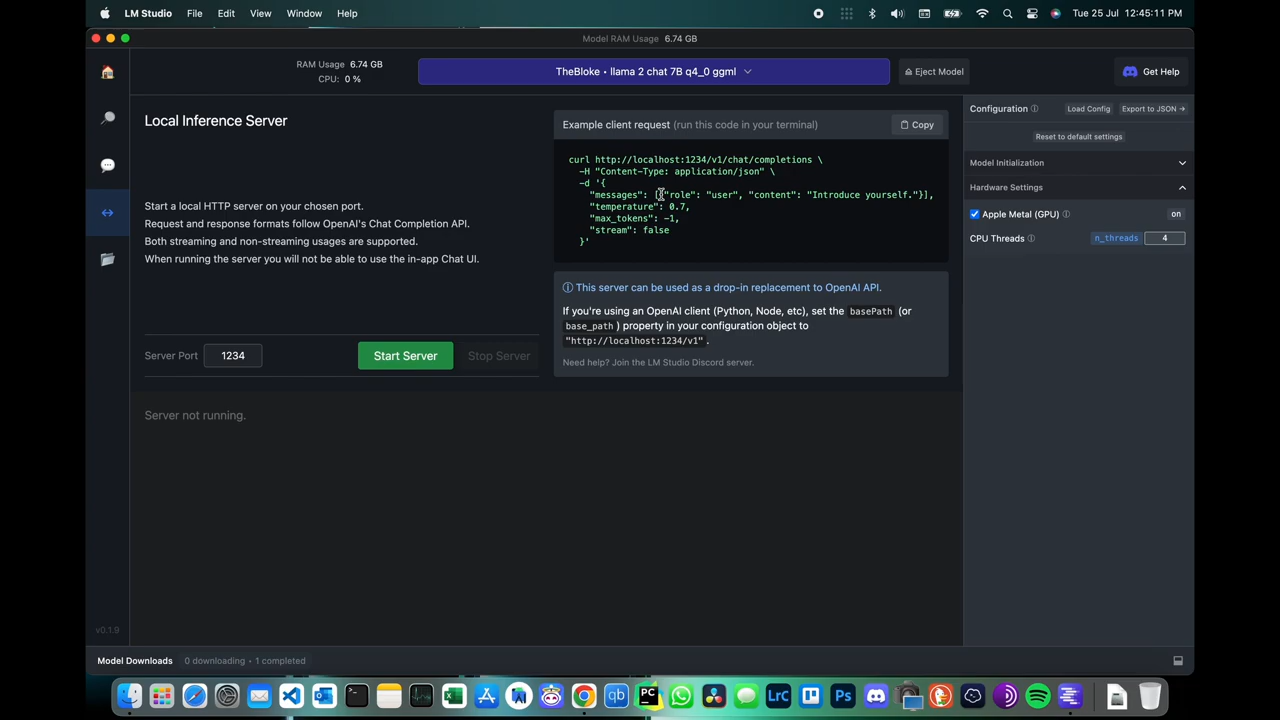 LM Studio File Edit View Window Help Tue 25 Jul 12:45:11 PM
Model RAM Usage 6.74 GB
RAM Usage 6.74 GB
CPU: 0 %
TheBloke • llama 2 chat 7B q4_0 ggml
Eject Model
Get Help
Local Inference Server
Start a local HTTP server on your chosen port.
Request and response formats follow OpenAI's Chat Completion API.
Both streaming and non-streaming usages are supported.
When running the server you will not be able to use the in-app Chat UI.
Server Port 1234 Start Server Stop Server
Server not running.
Example client request (run this code in your terminal) Copy
curl http://localhost:1234/v1/chat/completions \
-H "Content-Type: application/json" \
-d '{
"messages": [{"role": "user", "content": "Introduce yourself."}],
"temperature": 0.7,
"max_tokens": -1,
"stream": false
}'
This server can be used as a drop-in replacement to OpenAI API.
If you're using an OpenAI client (Python, Node, etc), set the basePath (or
base_path) property in your configuration object to
"http://localhost:1234/v1".
Need help? Join the LM Studio Discord server.
Configuration Load Config Export to JSON →
Reset to default settings
Model Initialization
Hardware Settings
Apple Metal (GPU) on
CPU Threads n_threads 4
v0.1.9
Model Downloads 0 downloading • 1 completed
qb PC LrC Ps